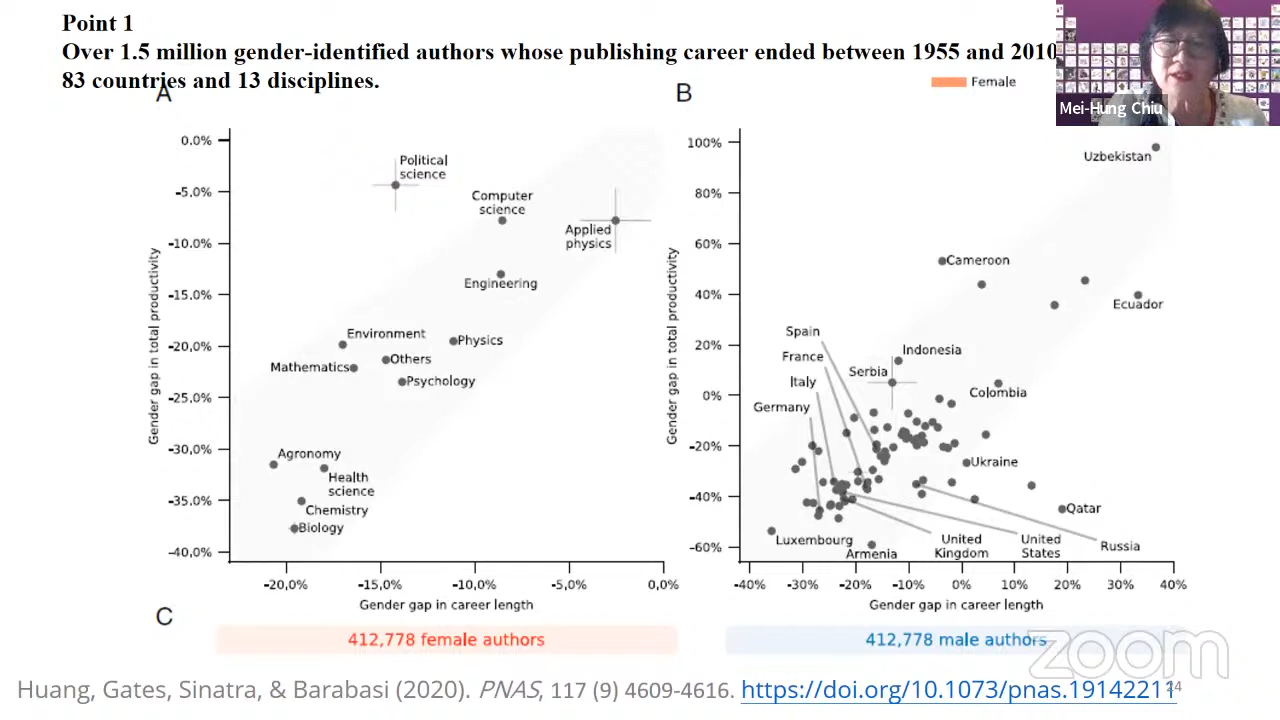 Point 1
Over 1.5 million gender-identified authors whose publishing career ended between 1955 and 2010
83 countries and 13 disciplines.
Mei-Hung Chiu
A
0.0%
-5.0%
-10.0%
-15.0%
-20,0%
-25.0%
-30.0%
-35.0%
-40,0%
Gender gap in total productivity
Political
science
Computer
science
Applied
physics
Engineering
Environment
Physics
Others
Mathematics
Psychology
Agronomy
Health
science
Chemistry
Biology
-20,0%
-15,0%
-10,0%
-5,0%
0,0%
Gender gap in career length
B
Female
100%
80%
60%
40%
20%
0%
-20%
-40%
-60%
Gender gap in total productivity
Uzbekistan
Cameroon
Ecuador
Spain
Indonesia
France
Serbia
Italy
Colombia
Germany
Ukraine
Qatar
Luxembourg
Armenia
United
Kingdom
United
States
Russia
-40%
-30%
-20%
-10%
0%
10%
20%
30%
40%
Gender gap in career length
C
412,778 female authors
412,778 male authors
zoom
Huang, Gates, Sinatra, & Barabasi (2020). PNAS, 117 (9) 4609-4616. https://doi.org/10.1073/pnas.19142211
24